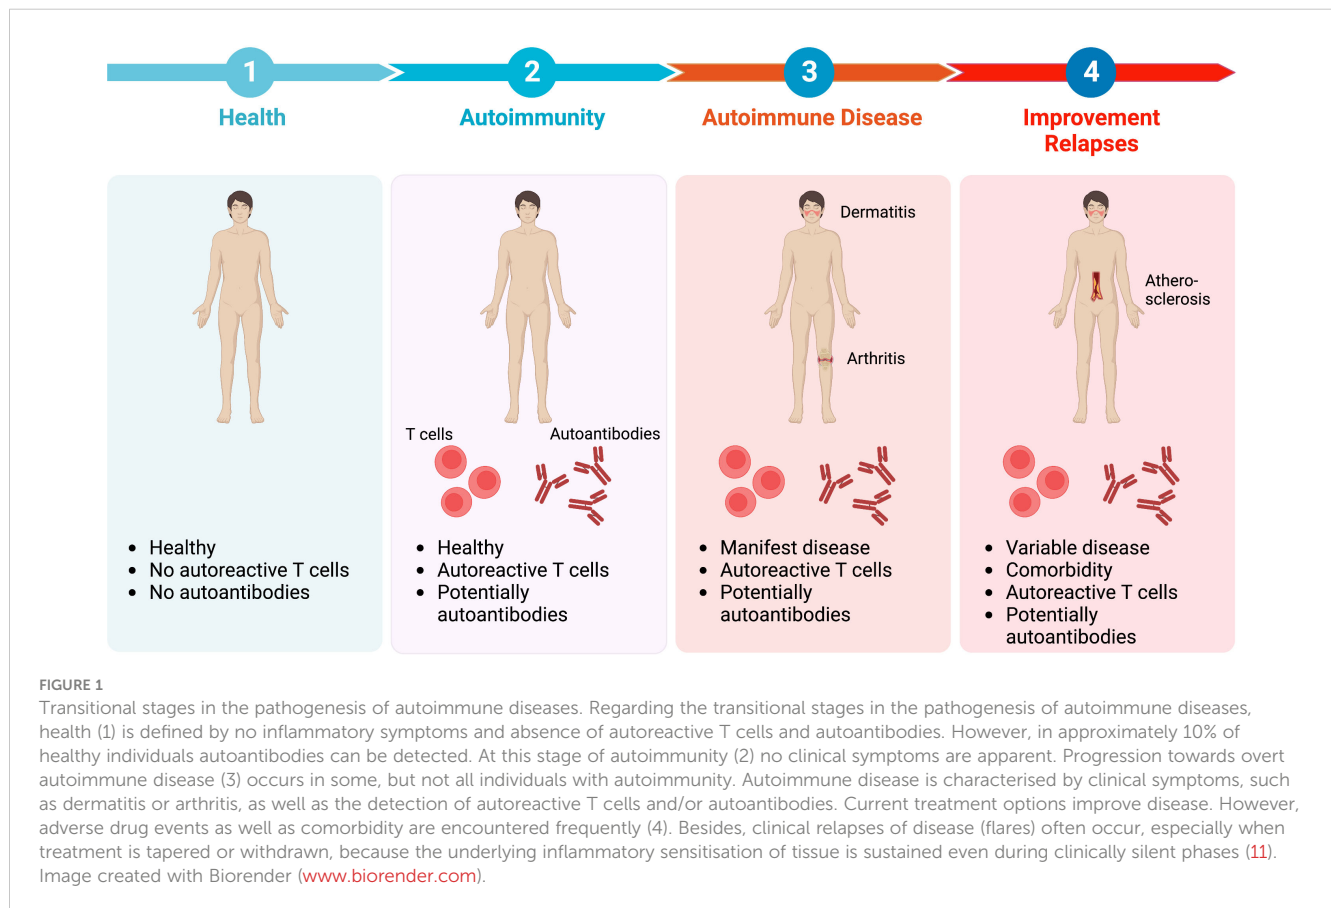 1
2
3
4
Health
Autoimmunity
Autoimmune Disease
Improvement
Relapses
Dermatitis
Arthritis
Athero-
sclerosis
T cells
Autoantibodies
• Healthy
• No autoreactive T cells
• No autoantibodies
• Healthy
• Autoreactive T cells
• Potentially
autoantibodies
• Manifest disease
• Autoreactive T cells
• Potentially
autoantibodies
• Variable disease
• Comorbidity
• Autoreactive T cells
• Potentially
autoantibodies
FIGURE 1
Transitional stages in the pathogenesis of autoimmune diseases. Regarding the transitional stages in the pathogenesis of autoimmune diseases,
health (1) is defined by no inflammatory symptoms and absence of autoreactive T cells and autoantibodies. However, in approximately 10% of
healthy individuals autoantibodies can be detected. At this stage of autoimmunity (2) no clinical symptoms are apparent. Progression towards overt
autoimmune disease (3) occurs in some, but not all individuals with autoimmunity. Autoimmune disease is characterised by clinical symptoms, such
as dermatitis or arthritis, as well as the detection of autoreactive T cells and/or autoantibodies. Current treatment options improve disease. However,
adverse drug events as well as comorbidity are encountered frequently (4). Besides, clinical relapses of disease (flares) often occur, especially when
treatment is tapered or withdrawn, because the underlying inflammatory sensitisation of tissue is sustained even during clinically silent phases (11).
Image created with Biorender (www.biorender.com).